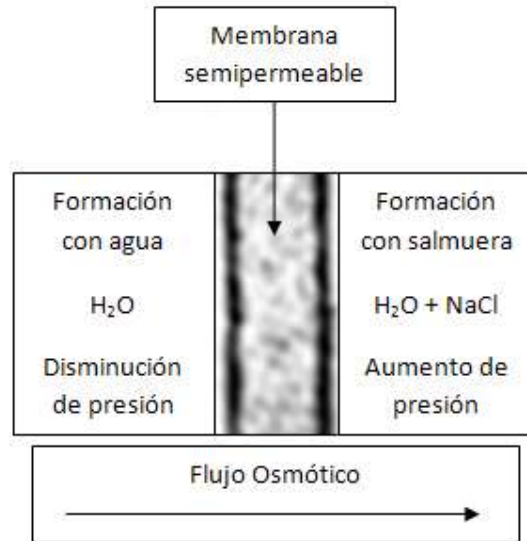 Membrana
semipermeable
Formación
con agua
H₂O
Disminución
de presión
Formación
con salmuera
H₂O + NaCl
Aumento de
presión
Flujo Osmótico